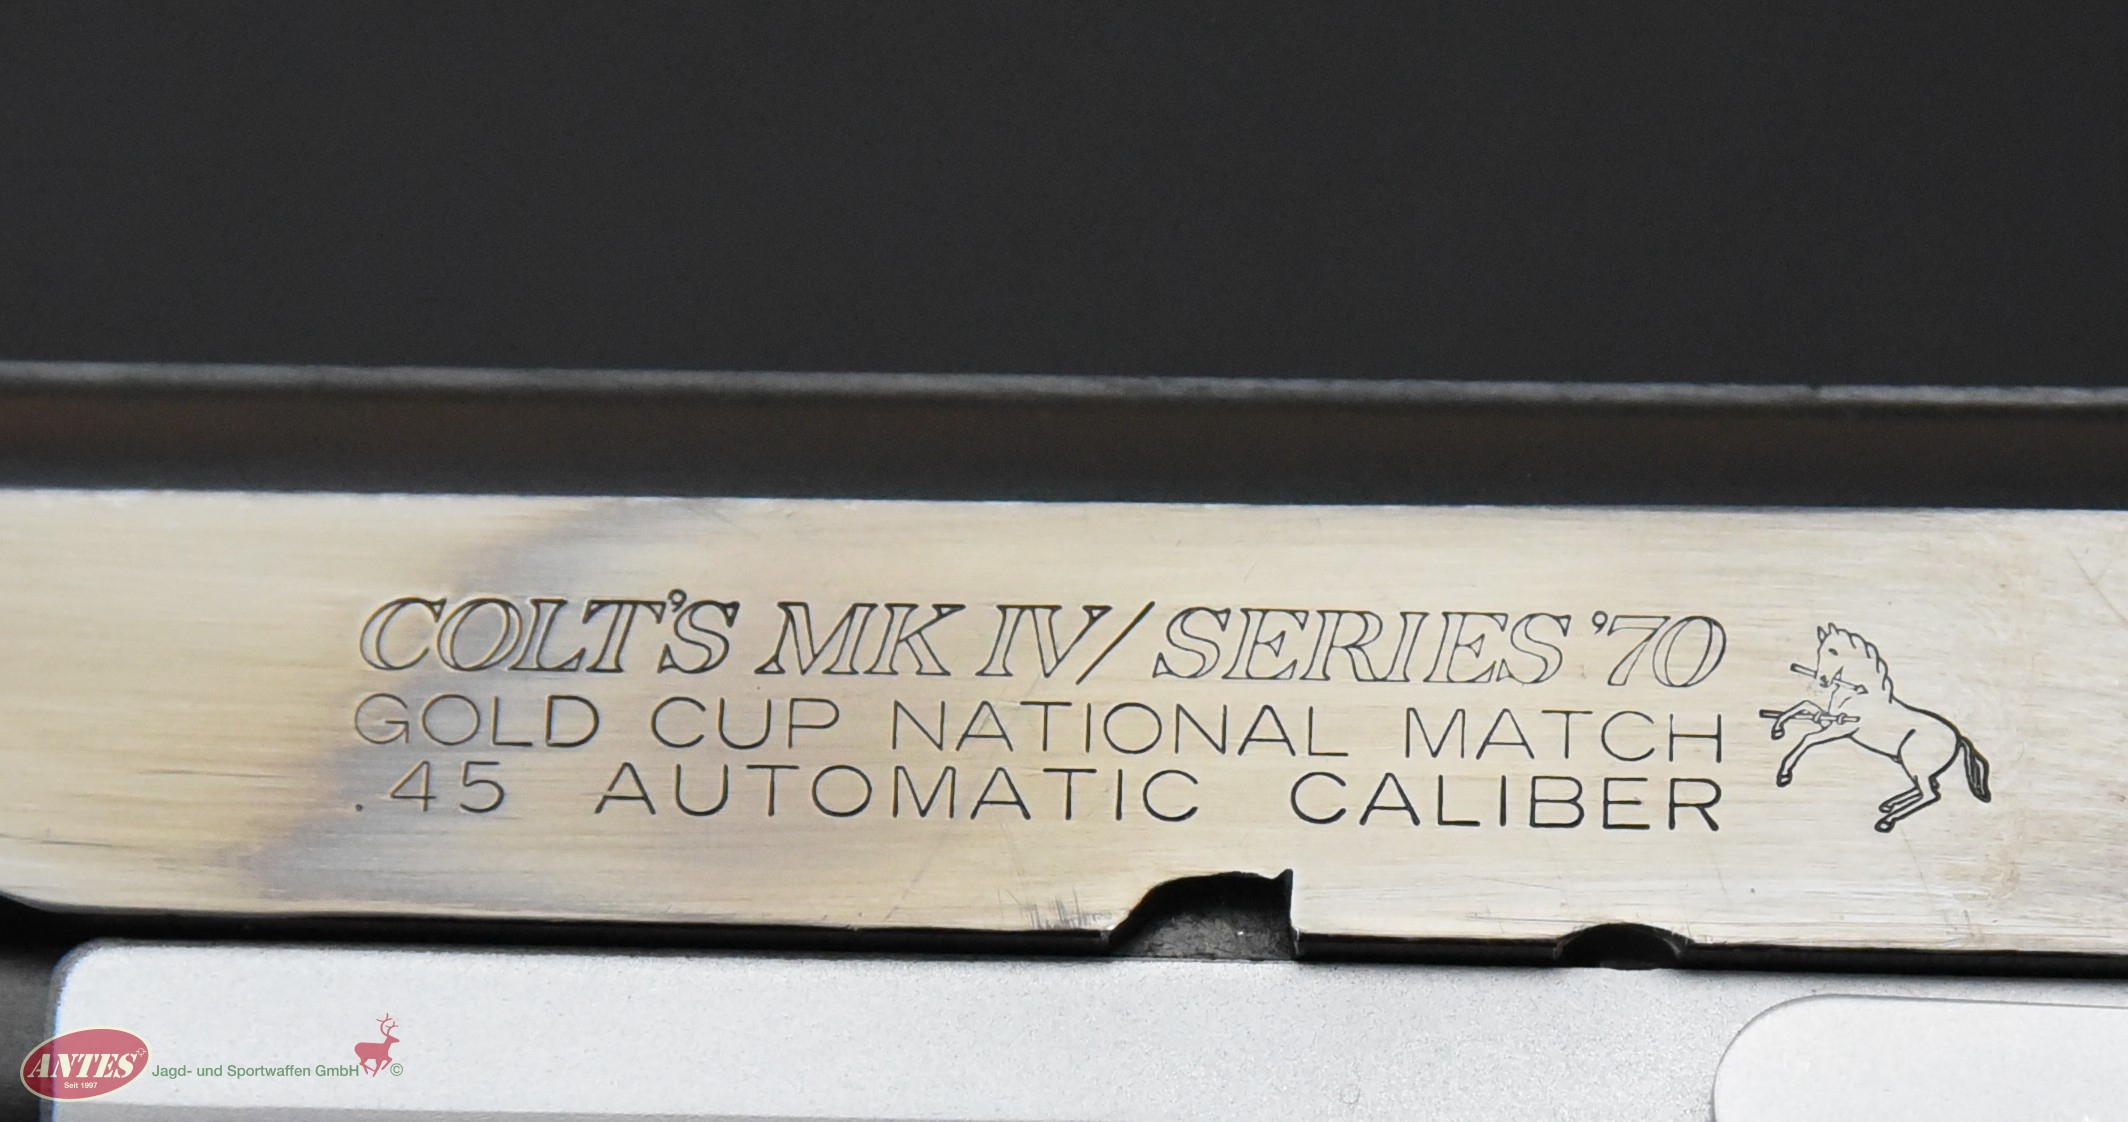 COLT'S MK IV/SERIES '70
GOLD CUP NATIONAL MATCH
.45 AUTOMATIC CALIBER
ANTES
Seit 1997
Jagd- und Sportwaffen GmbH ©